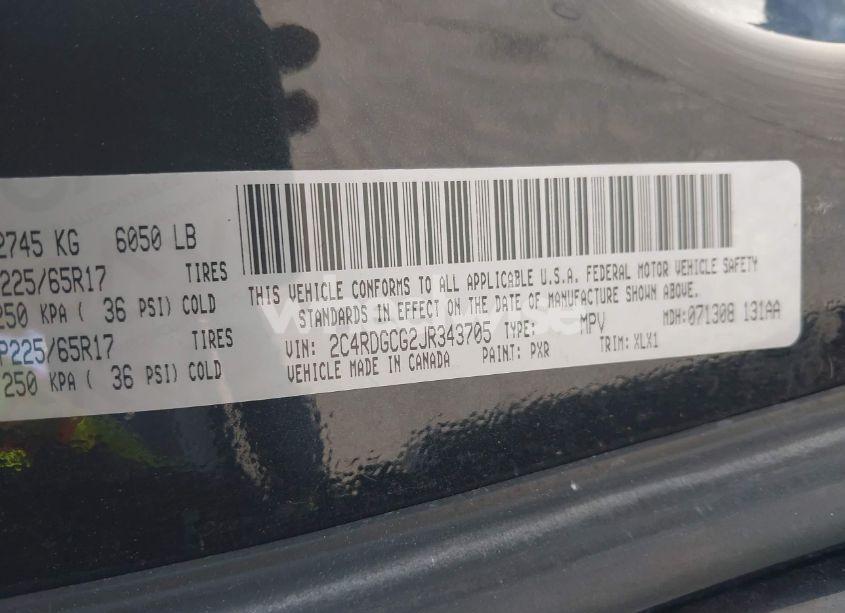 2745 KG 6050 LB
P225/65R17 TIRES
250 KPA ( 36 PSI) COLD
P225/65R17 TIRES
250 KPA ( 36 PSI) COLD
THIS VEHICLE CONFORMS TO ALL APPLICABLE U.S.A. FEDERAL MOTOR VEHICLE SAFETY
STANDARDS IN EFFECT ON THE DATE OF MANUFACTURE SHOWN ABOVE.
VIN: 2C4RDGCG2JR343705 TYPE: MPV MDH: 071308 131AA
VEHICLE MADE IN CANADA PAINT: PXR TRIM: XLX1